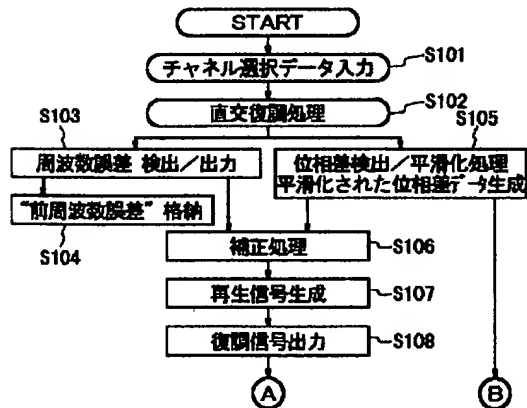 START
チャネル選択データ入力
S101
直交復調処理
S102
S103
周波数誤差 検出／出力
S105
位相差検出／平滑化処理
平滑化された位相差データ生成
“前周波数誤差” 格納
S104
補正処理
S106
再生信号生成
S107
復調信号出力
S108
A
B